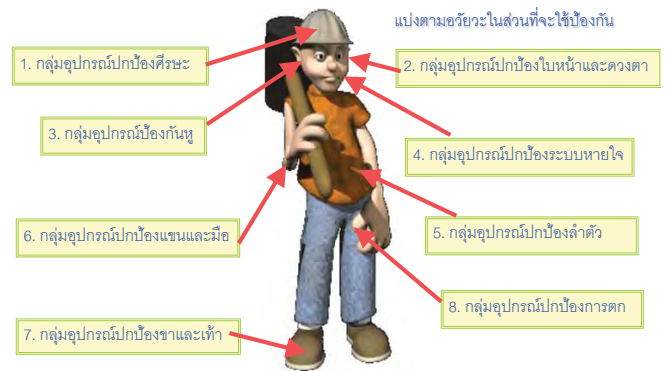 แบ่งตามอวัยวะในส่วนที่จะใช้ป้องกัน
1. กลุ่มอุปกรณ์ปกป้องศีรษะ
2. กลุ่มอุปกรณ์ปกป้องใบหน้าและดวงตา
3. กลุ่มอุปกรณ์ป้องกันหู
4. กลุ่มอุปกรณ์ปกป้องระบบหายใจ
6. กลุ่มอุปกรณ์ปกป้องแขนและมือ
5. กลุ่มอุปกรณ์ปกป้องลำตัว
8. กลุ่มอุปกรณ์ปกป้องการตก
7. กลุ่มอุปกรณ์ปกป้องขาและเท้า